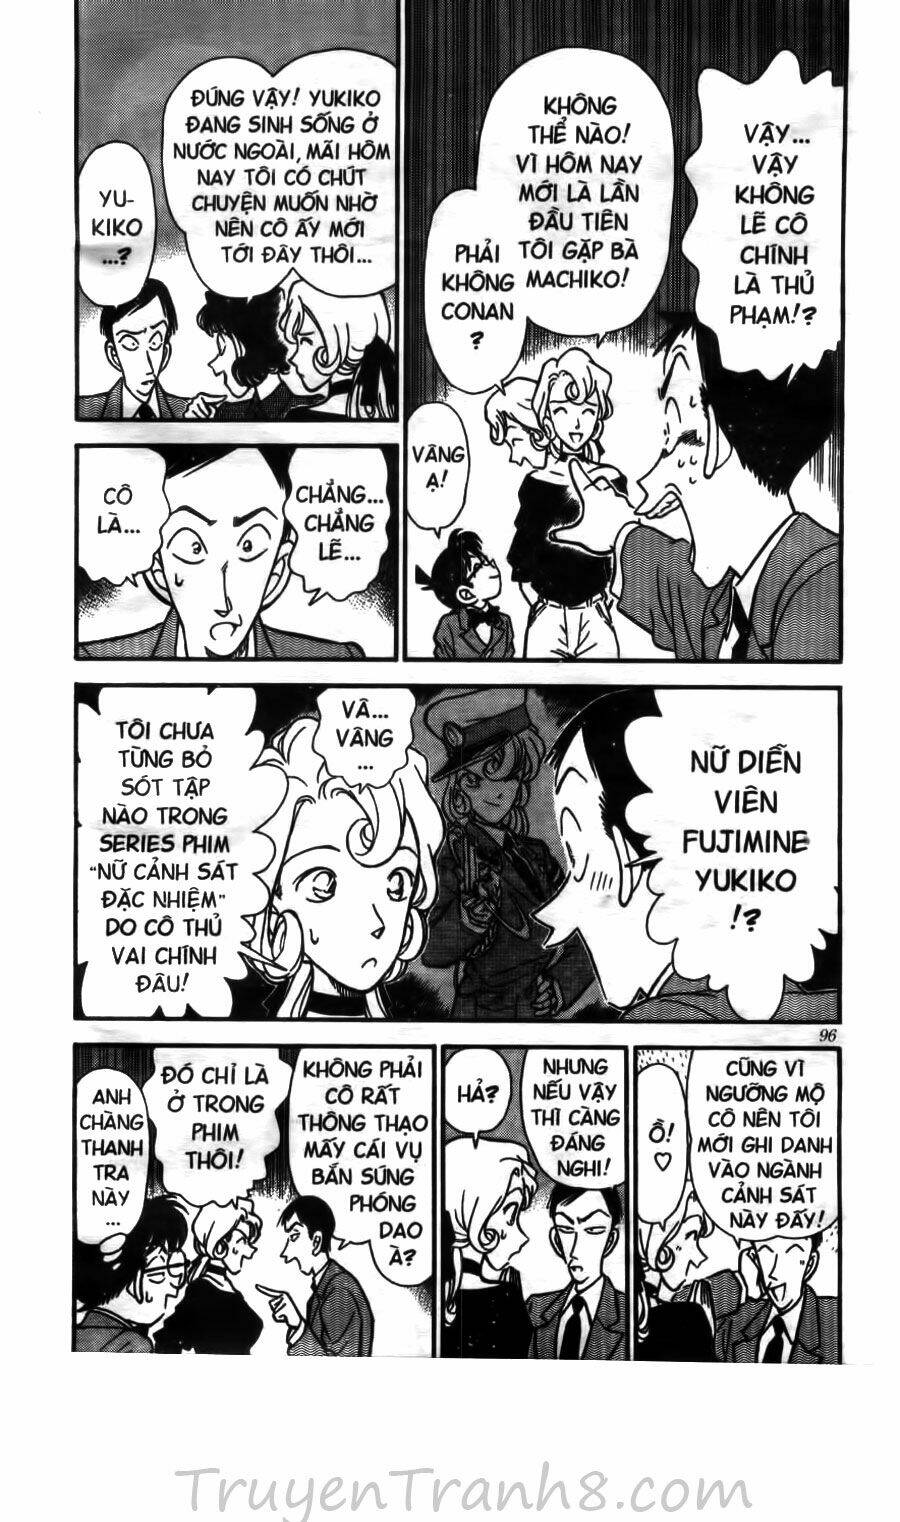 VẬY...
VẬY
KHÔNG
LẼ CÔ
CHÍNH
LÀ THỦ
PHẠM!?
KHÔNG
THỂ NÀO!
VÌ HÔM NAY
MỚI LÀ LẦN
ĐẦU TIÊN
TÔI GẶP BÀ
MACHIKO!
PHẢI
KHÔNG
CONAN
?
VÂNG
Ạ!
ĐÚNG VẬY! YUKIKO
ĐANG SINH SỐNG Ở
NƯỚC NGOÀI, MÃI HÔM
NAY TÔI CÓ CHÚT
CHUYỆN MUỐN NHỜ
NÊN CÔ ẤY MỚI
TỚI ĐÂY THÔI...
YU-
KIKO
...?
CHẲNG...
CHẲNG
LẼ...
CÔ
LÀ...
NỮ DIỄN
VIÊN
FUJIMINE
YUKIKO
!?
VÂ...
VÂNG
...
TÔI CHƯA
TỪNG BỎ
SÓT TẬP
NÀO TRONG
SERIES PHIM
“NỮ CẢNH SÁT
ĐẶC NHIỆM”
DO CÔ THỦ
VAI CHÍNH
ĐÂU!
96
CŨNG VÌ
NGƯỠNG MỘ
CÔ NÊN TÔI
MỚI GHI DANH
VÀO NGÀNH
CẢNH SÁT
NÀY ĐẤY!
Ồ!
♡
NHƯNG
NẾU VẬY
THÌ CÀNG
ĐÁNG
NGHI!
HẢ?
KHÔNG PHẢI
CÔ RẤT
THÔNG THẠO
MẤY CÁI VỤ
BẮN SÚNG
PHÓNG
DAO
À?
ĐÓ CHỈ LÀ
Ở TRONG
PHIM
THÔI!
ANH
CHÀNG
THANH
TRA
NÀY
...
TruyenTranh8.com